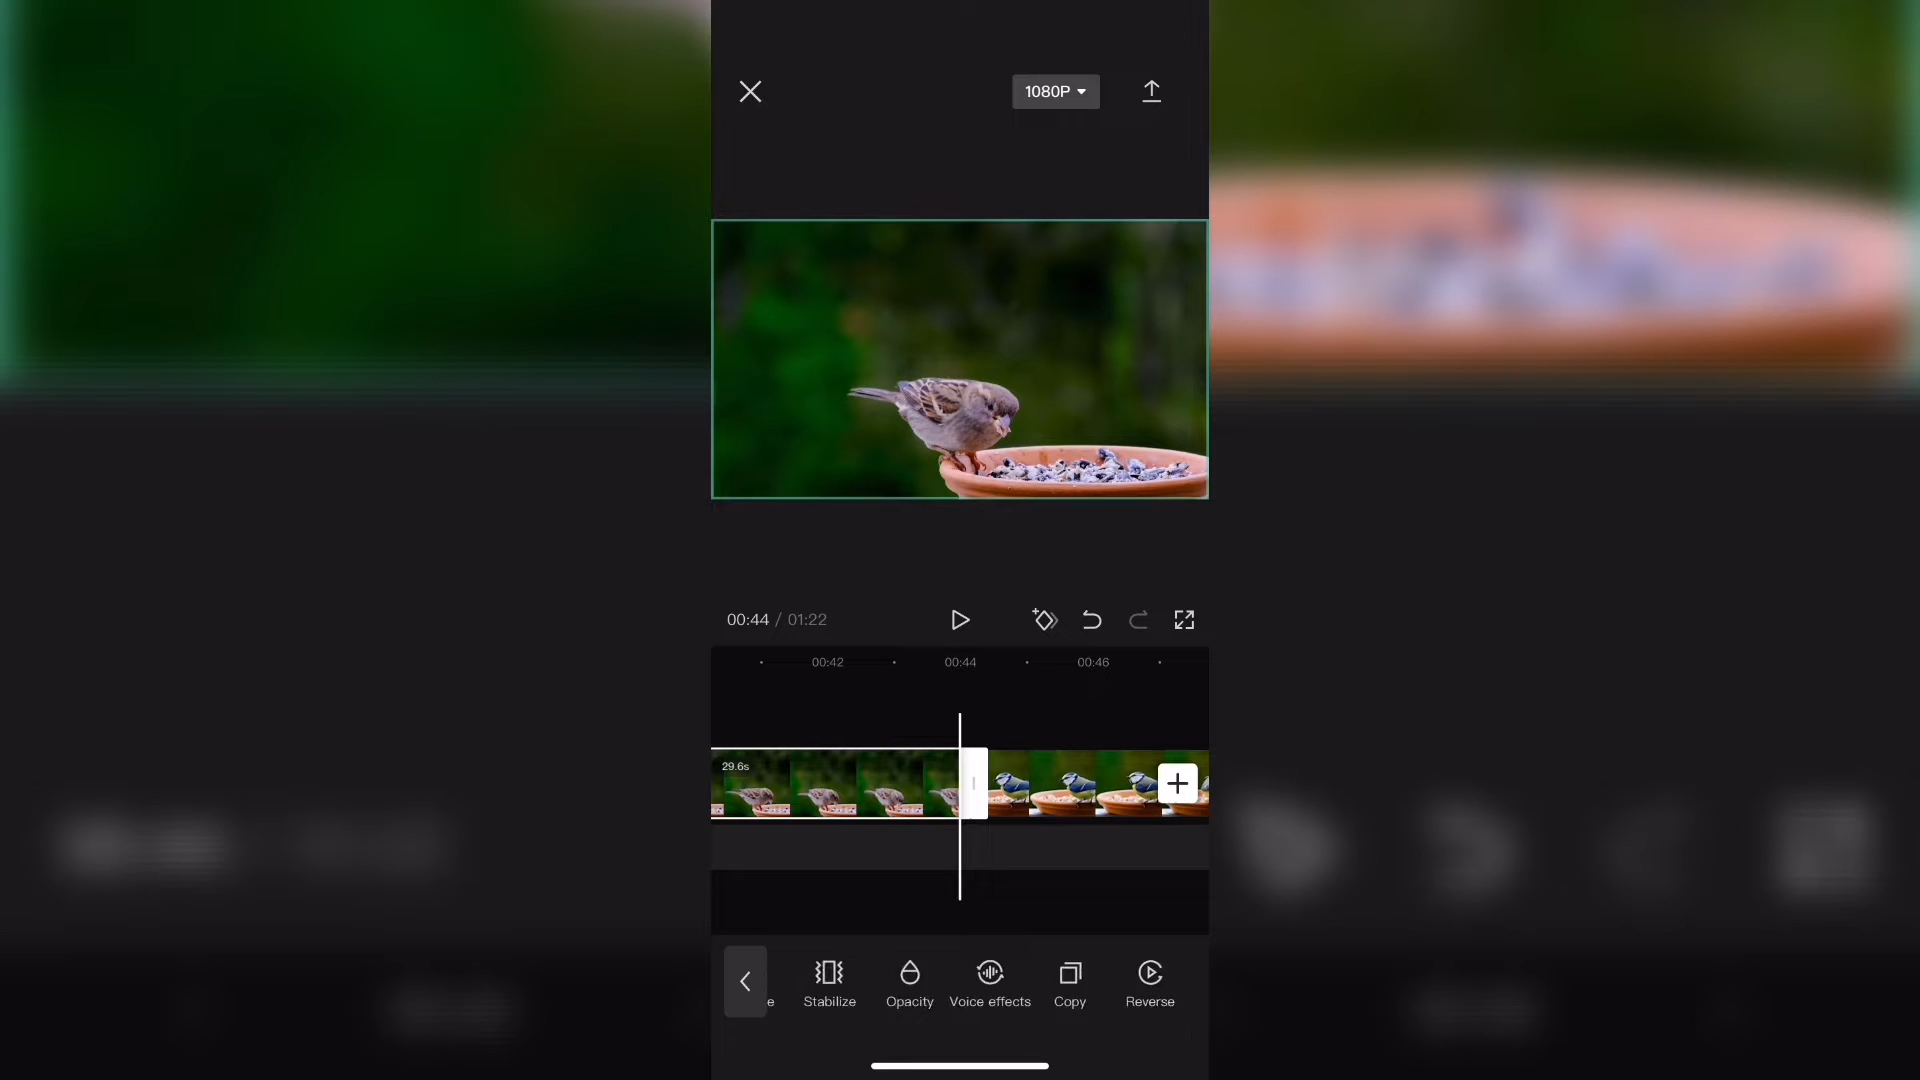 1080P
00:44 / 01:22
00:42 00:44 00:46
29.6s
e Stabilize Opacity Voice effects Copy Reverse